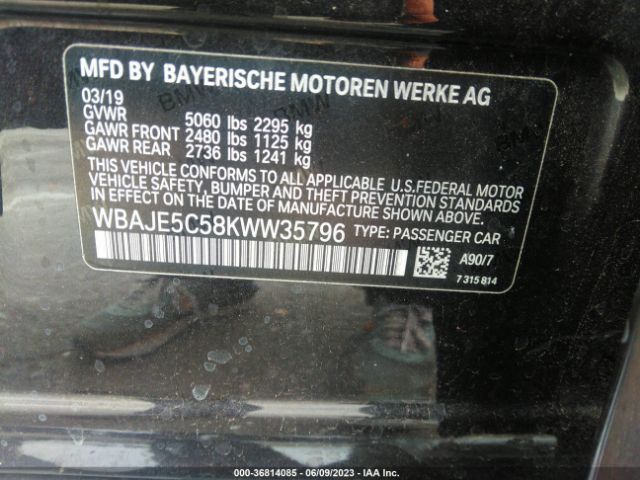 MFD BY BAYERISCHE MOTOREN WERKE AG
03/19
GVWR 5060 lbs 2295 kg
GAWR FRONT 2480 lbs 1125 kg
GAWR REAR 2736 lbs 1241 kg
THIS VEHICLE CONFORMS TO ALL APPLICABLE U.S.FEDERAL MOTOR
VEHICLE SAFETY, BUMPER AND THEFT PREVENTION STANDARDS
IN EFFECT ON THE DATE OF MANUFACTURE SHOWN ABOVE.
WBAJE5C58KWW35796 TYPE: PASSENGER CAR
A90/7
7 315 814
000-36814085 - 06/09/2023 - IAA Inc.